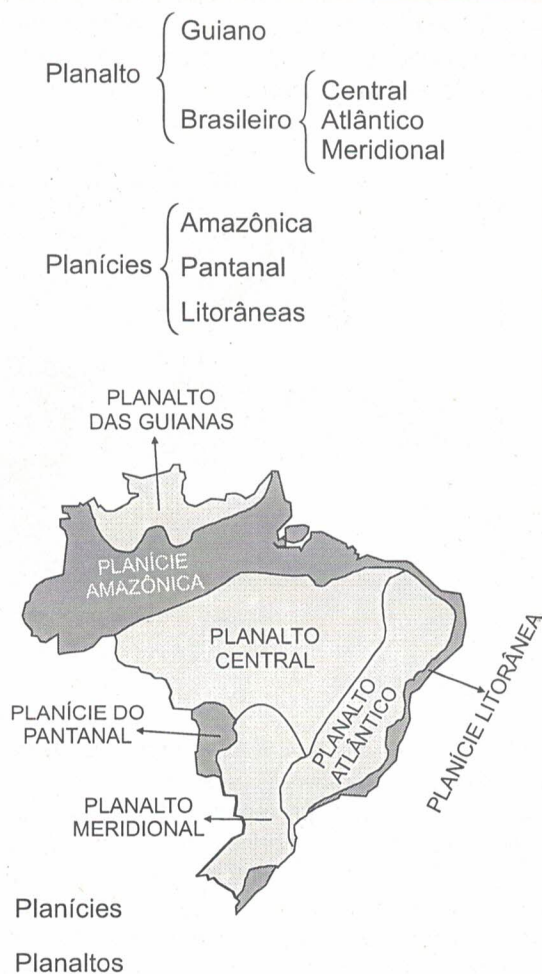 Guiano
Planalto
Brasileiro
Central
Atlântico
Meridional
Planícies
Amazônica
Pantanal
Litorâneas
PLANALTO
DAS GUIANAS
PLANÍCIE
AMAZÔNICA
PLANALTO
CENTRAL
PLANALTO
ATLÂNTICO
PLANÍCIE LITORÂNEA
PLANÍCIE DO
PANTANAL
PLANALTO
MERIDIONAL
Planícies
Planaltos